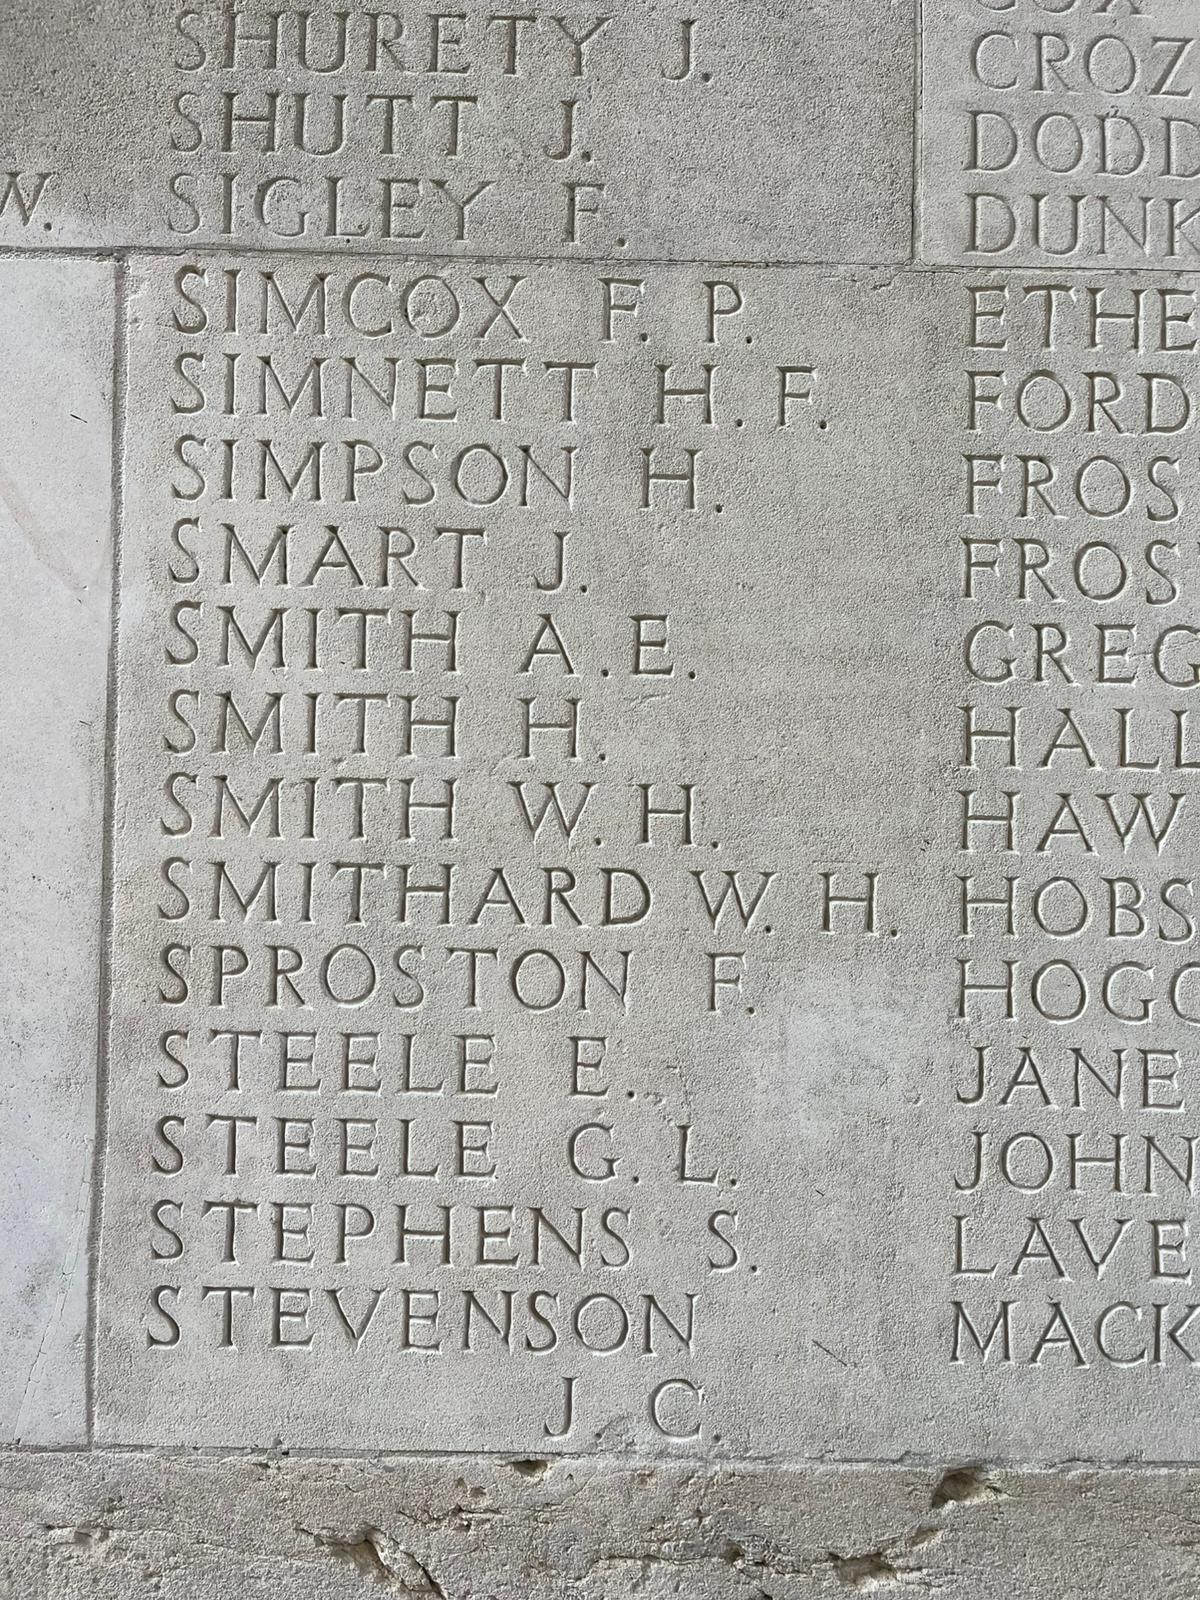 SHURETY J.
SHUTT J.
SIGLEY F.
SIMCOX F. P.
SIMNETT H. F.
SIMPSON H.
SMART J.
SMITH A. E.
SMITH H.
SMITH W. H.
SMITHARD W. H.
SPROSTON F.
STEELE E.
STEELE G. L.
STEPHENS S.
STEVENSON
J. C.
W.
COX
CROZ
DODD
DUNK
ETHE
FORD
FROS
FROS
GREG
HALL
HAW
HOBS
HOGG
JANE
JOHN
LAVE
MACK